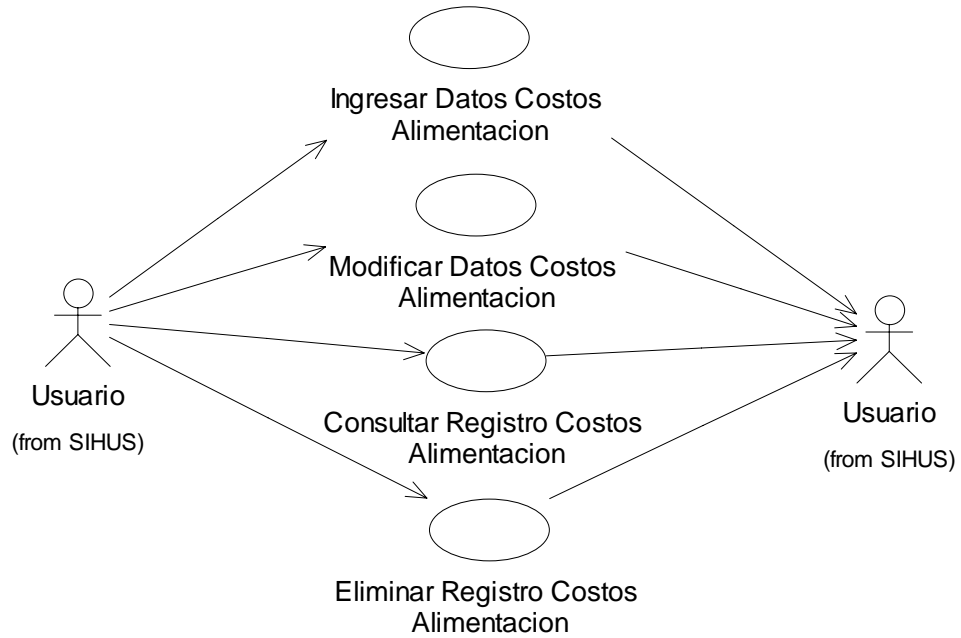 Ingresar Datos Costos
Alimentacion
Modificar Datos Costos
Alimentacion
Usuario
(from SIHUS)
Usuario
(from SIHUS)
Consultar Registro Costos
Alimentacion
Eliminar Registro Costos
Alimentacion